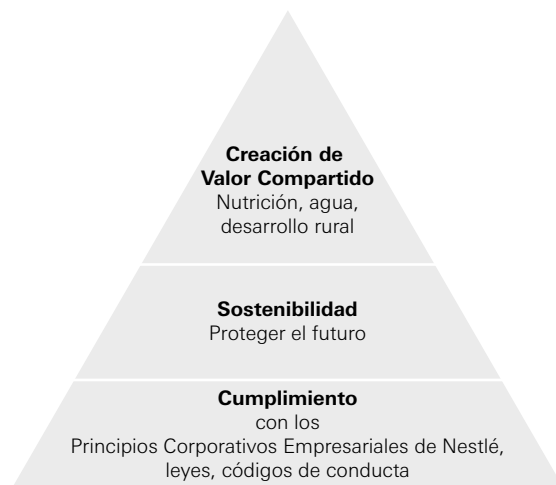 Creación de
Valor Compartido
Nutrición, agua,
desarrollo rural
Sostenibilidad
Proteger el futuro
Cumplimiento
con los
Principios Corporativos Empresariales de Nestlé,
leyes, códigos de conducta